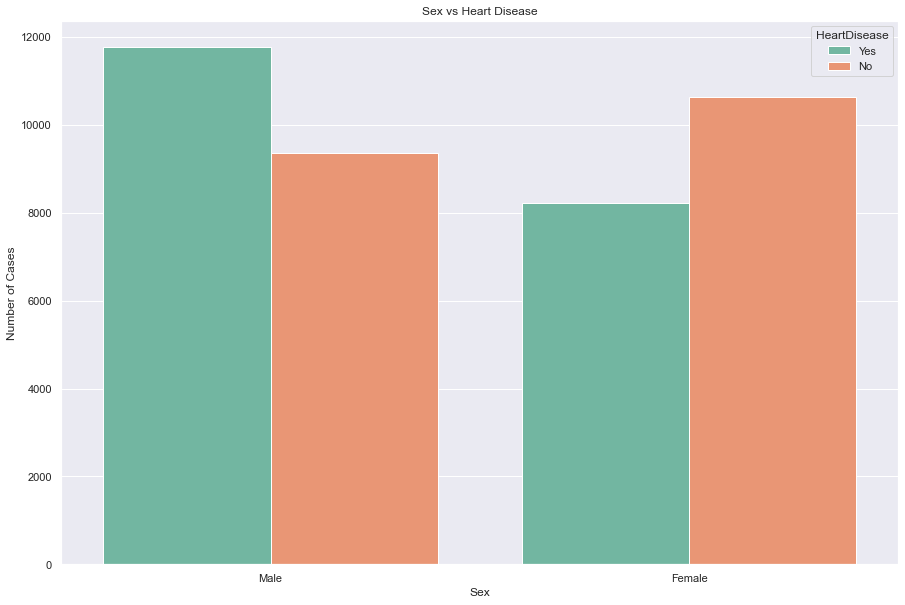 Sex vs Heart Disease
HeartDisease
Yes
No
12000
10000
8000
6000
4000
2000
0
Number of Cases
Male
Female
Sex